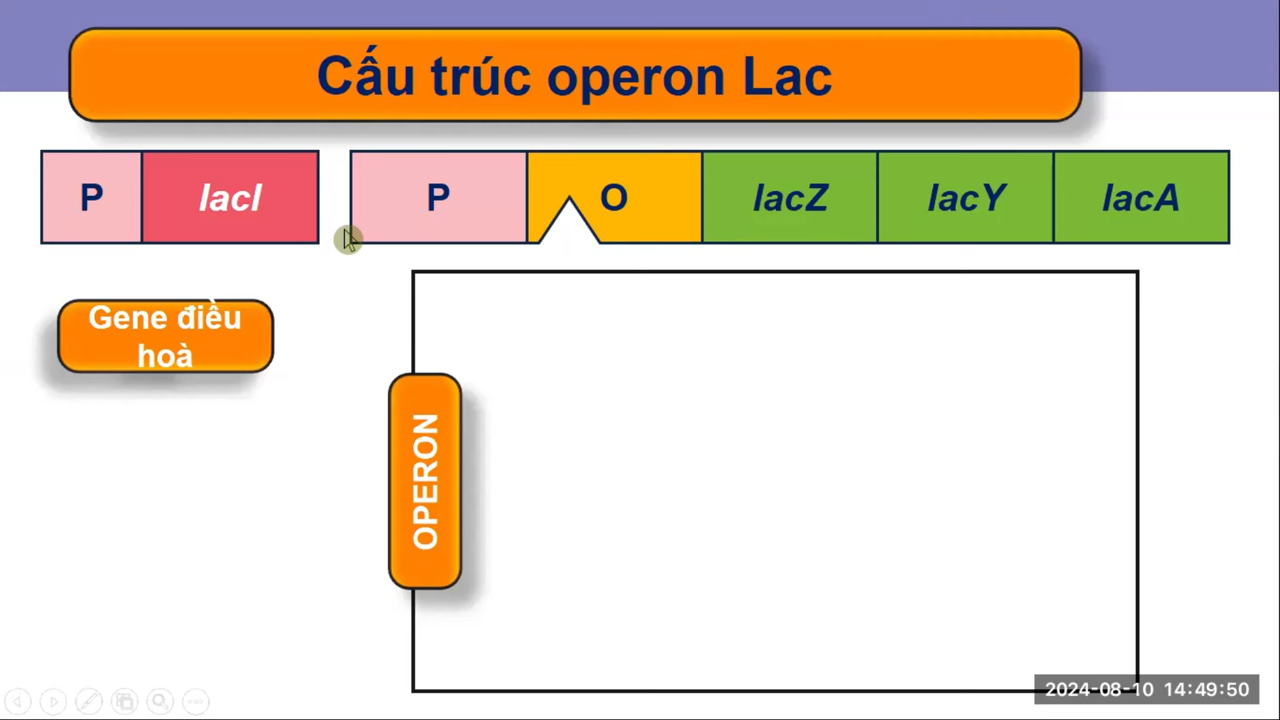 Cấu trúc operon Lac
P lacI P O lacZ lacY lacA
Gene điều
hoà
OPERON
2024-08-10 14:49:50